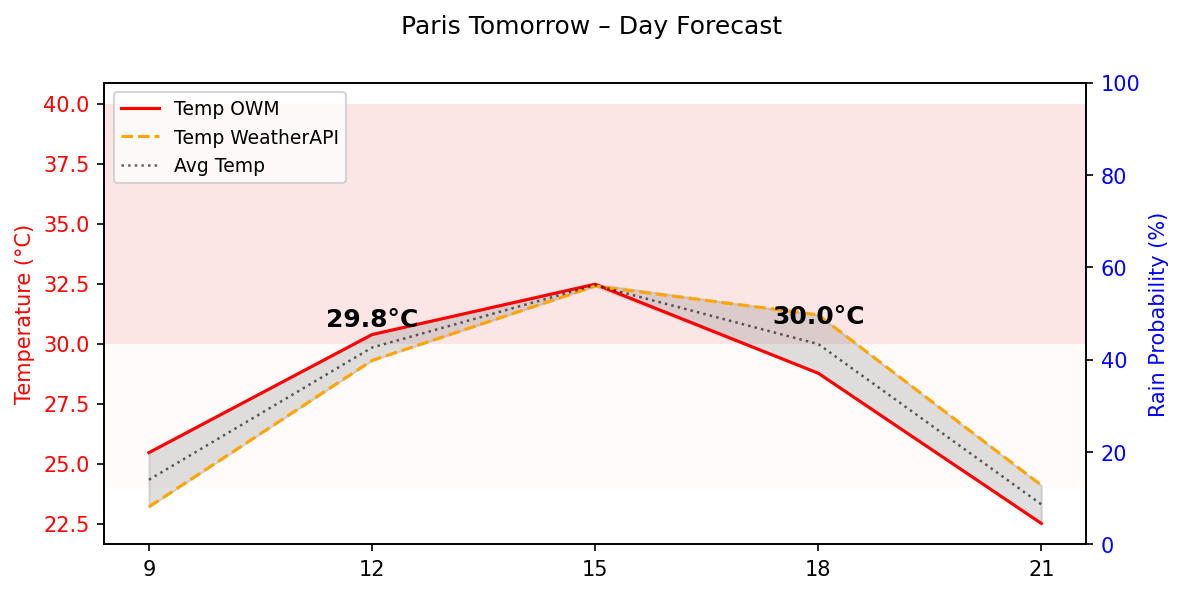 Paris Tomorrow – Day Forecast
Temp OWM
Temp WeatherAPI
Avg Temp
Temperature (°C)
40.0
37.5
35.0
32.5
30.0
27.5
25.0
22.5
29.8°C
30.0°C
100
80
60
40
20
0
Rain Probability (%)
9 12 15 18 21